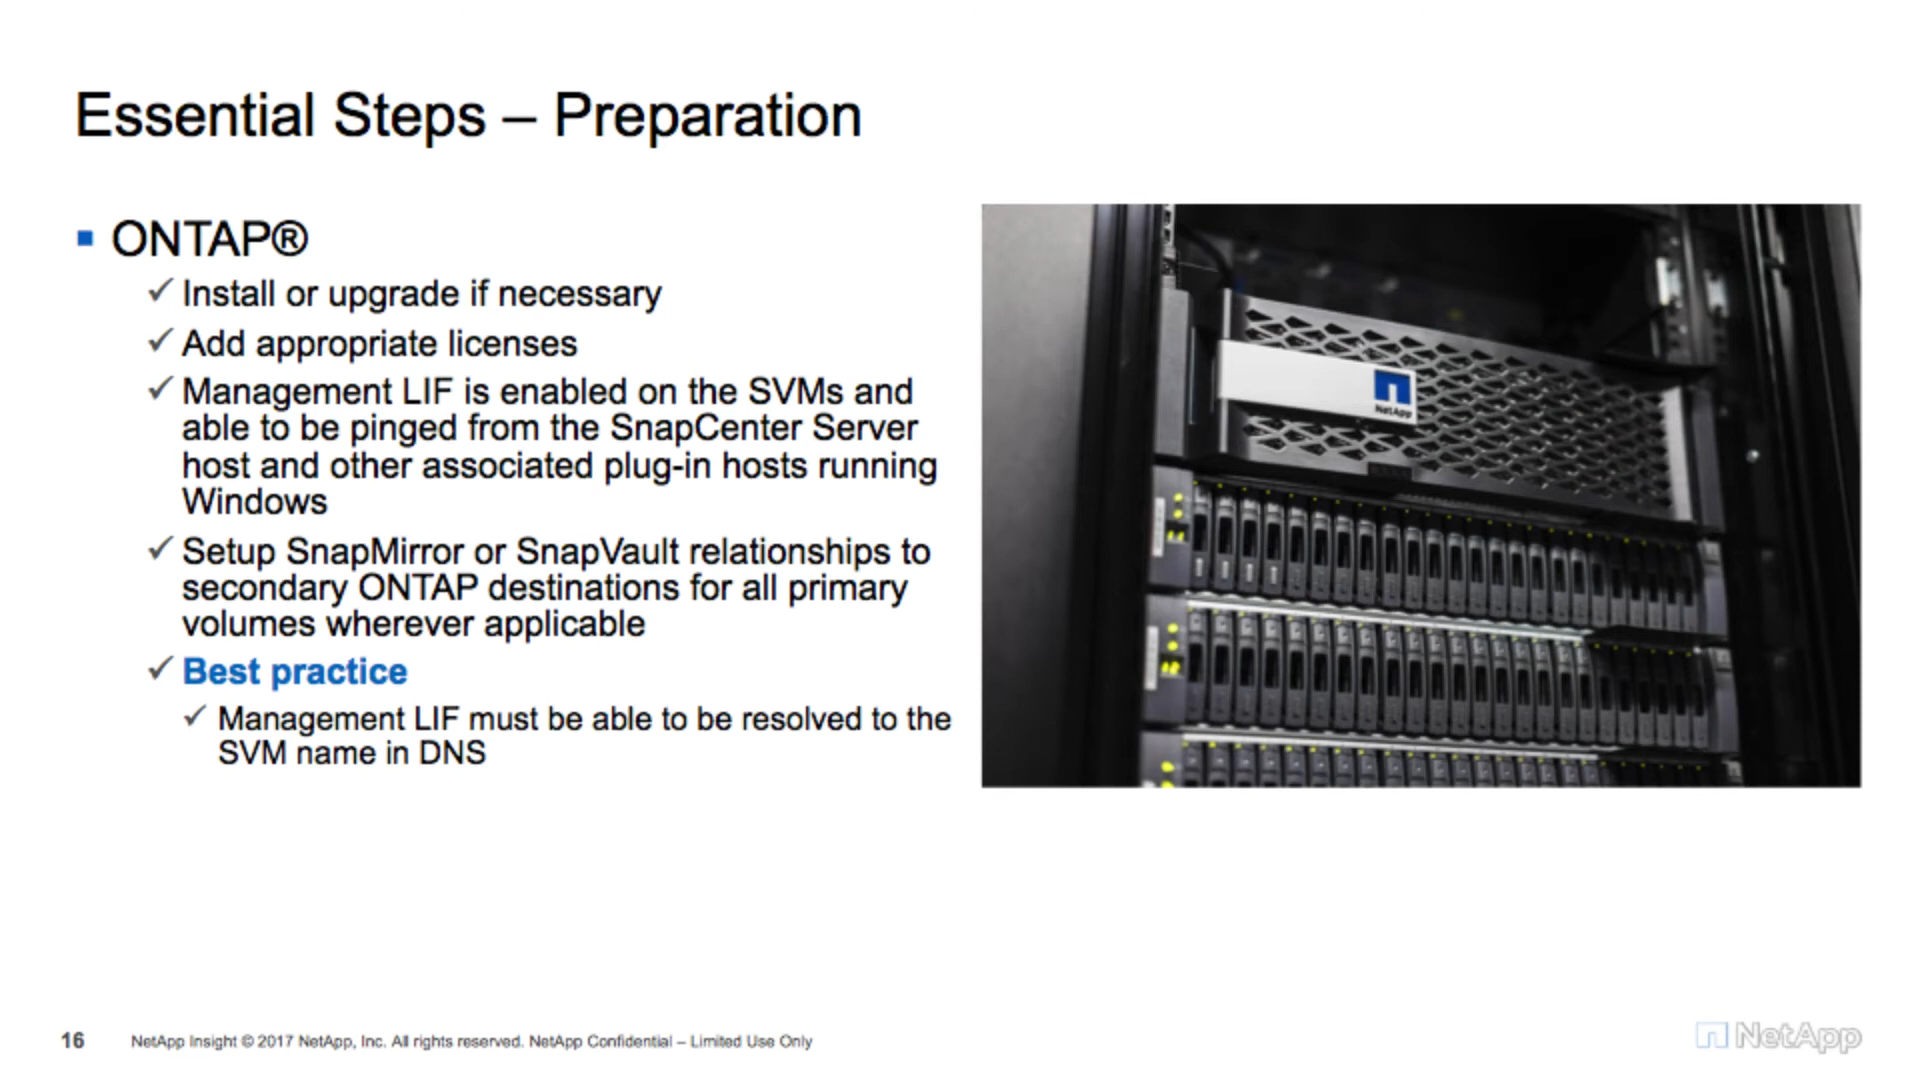 Essential Steps – Preparation
▪ ONTAP®
✓ Install or upgrade if necessary
✓ Add appropriate licenses
✓ Management LIF is enabled on the SVMs and
able to be pinged from the SnapCenter Server
host and other associated plug-in hosts running
Windows
✓ Setup SnapMirror or SnapVault relationships to
secondary ONTAP destinations for all primary
volumes wherever applicable
✓ Best practice
✓ Management LIF must be able to be resolved to the
SVM name in DNS
NetApp
16 NetApp Insight © 2017 NetApp, Inc. All rights reserved. NetApp Confidential – Limited Use Only
NetApp